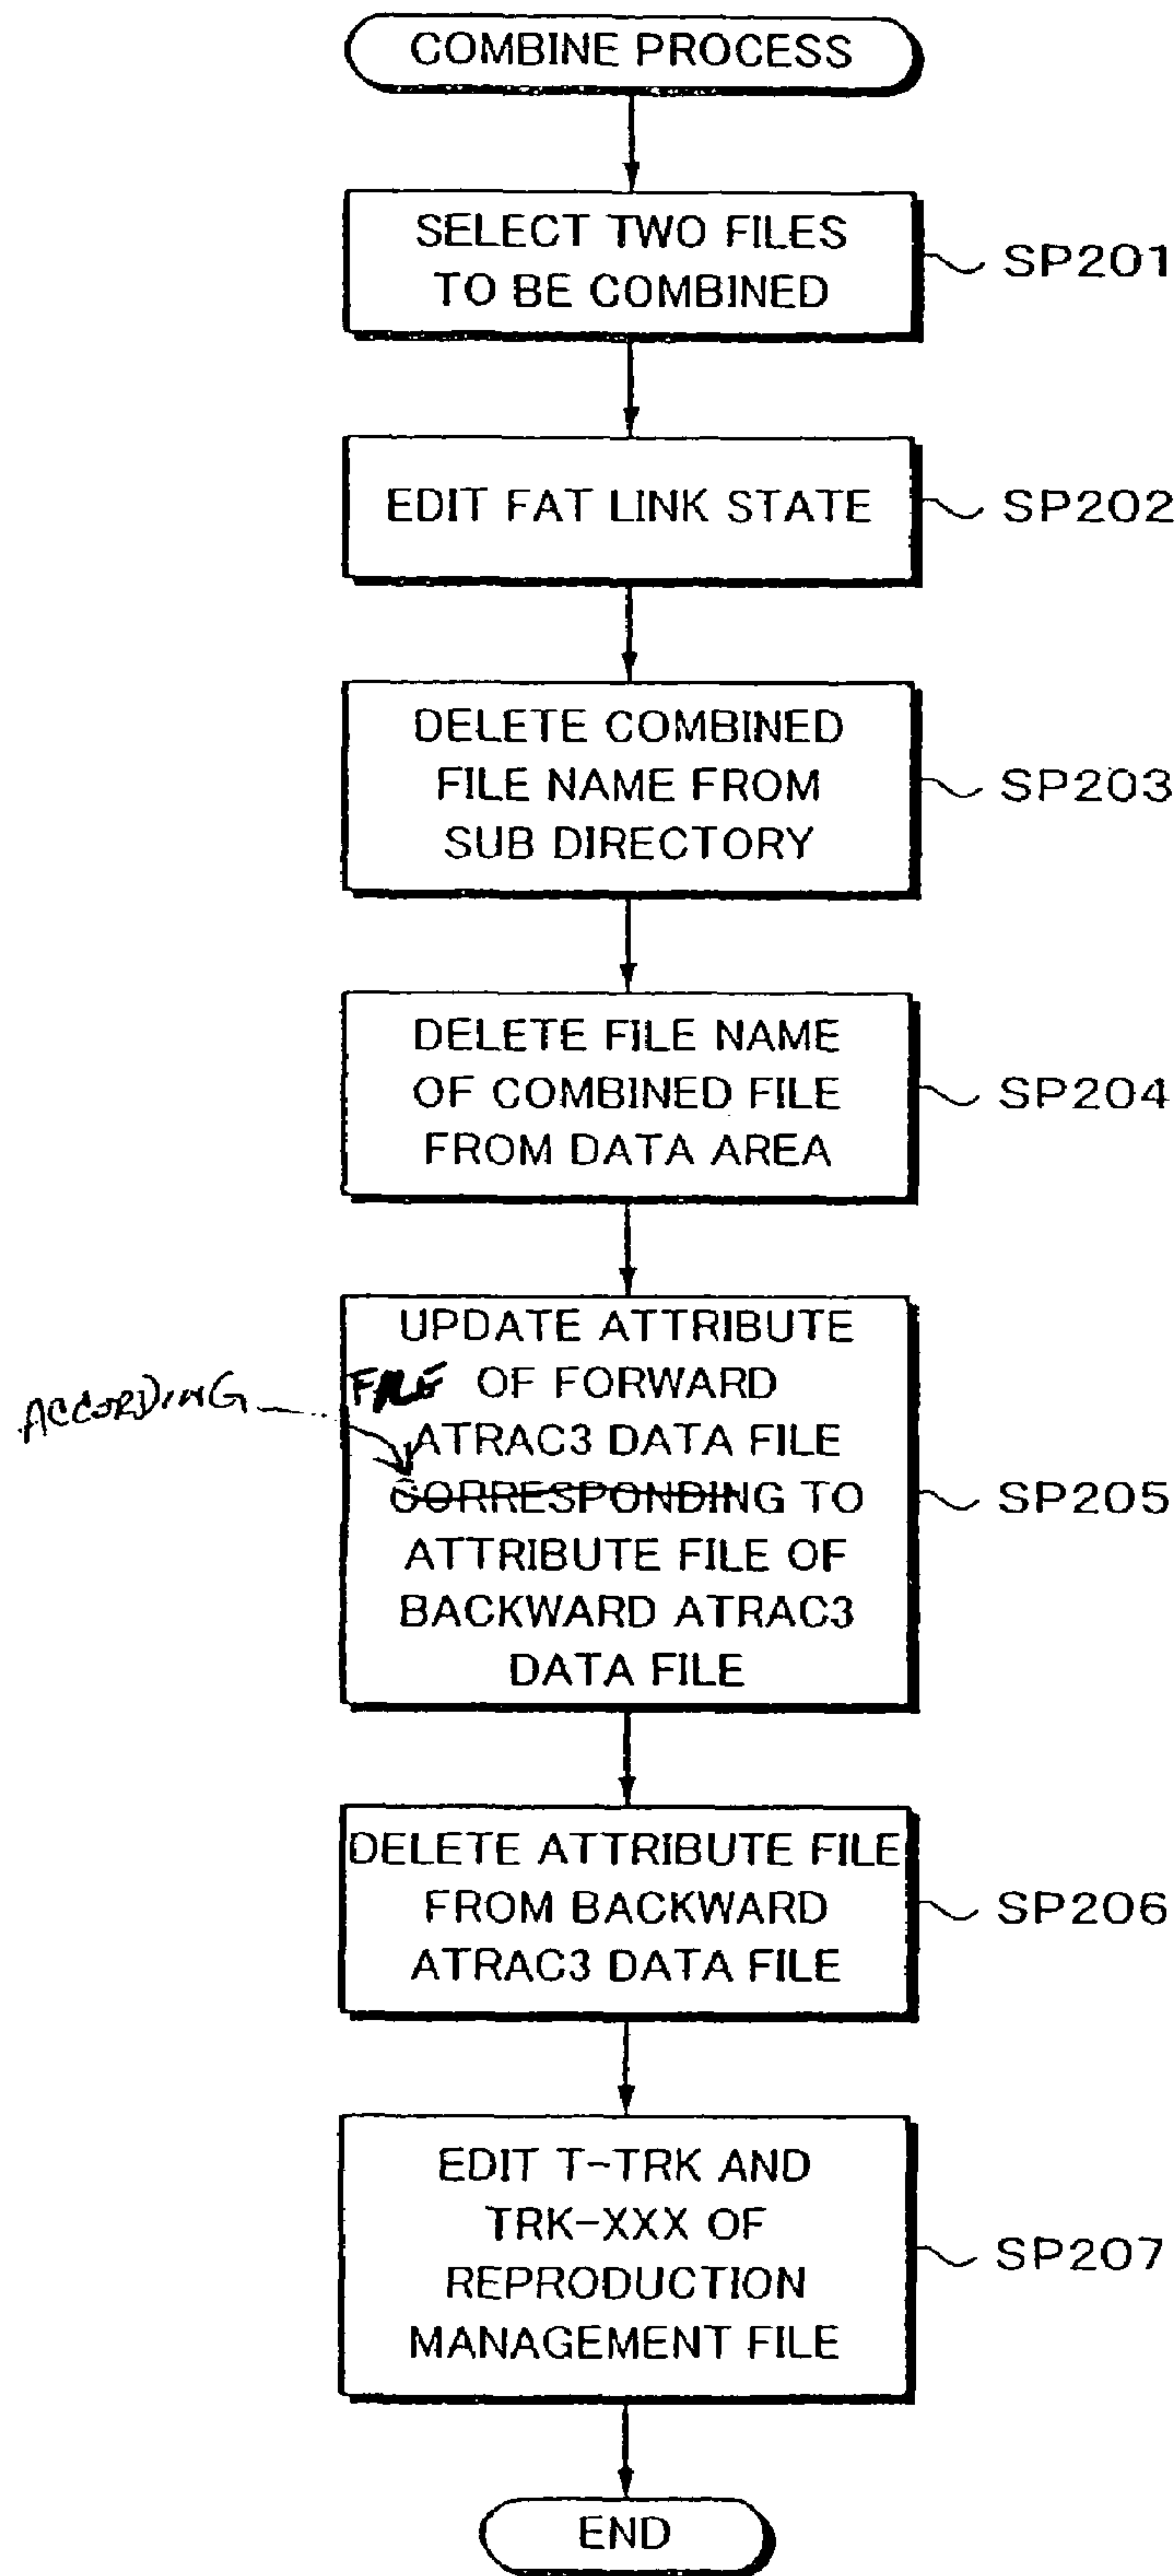 COMBINE PROCESS
SELECT TWO FILES
TO BE COMBINED
SP201
EDIT FAT LINK STATE
SP202
DELETE COMBINED
FILE NAME FROM
SUB DIRECTORY
SP203
DELETE FILE NAME
OF COMBINED FILE
FROM DATA AREA
SP204
UPDATE ATTRIBUTE
FILE OF FORWARD
ACCORDING
ATRAC3 DATA FILE
CORRESPONDING TO
SP205
ATTRIBUTE FILE OF
BACKWARD ATRAC3
DATA FILE
DELETE ATTRIBUTE FILE
FROM BACKWARD
ATRAC3 DATA FILE
SP206
EDIT T-TRK AND
TRK-XXX OF
REPRODUCTION
MANAGEMENT FILE
SP207
END